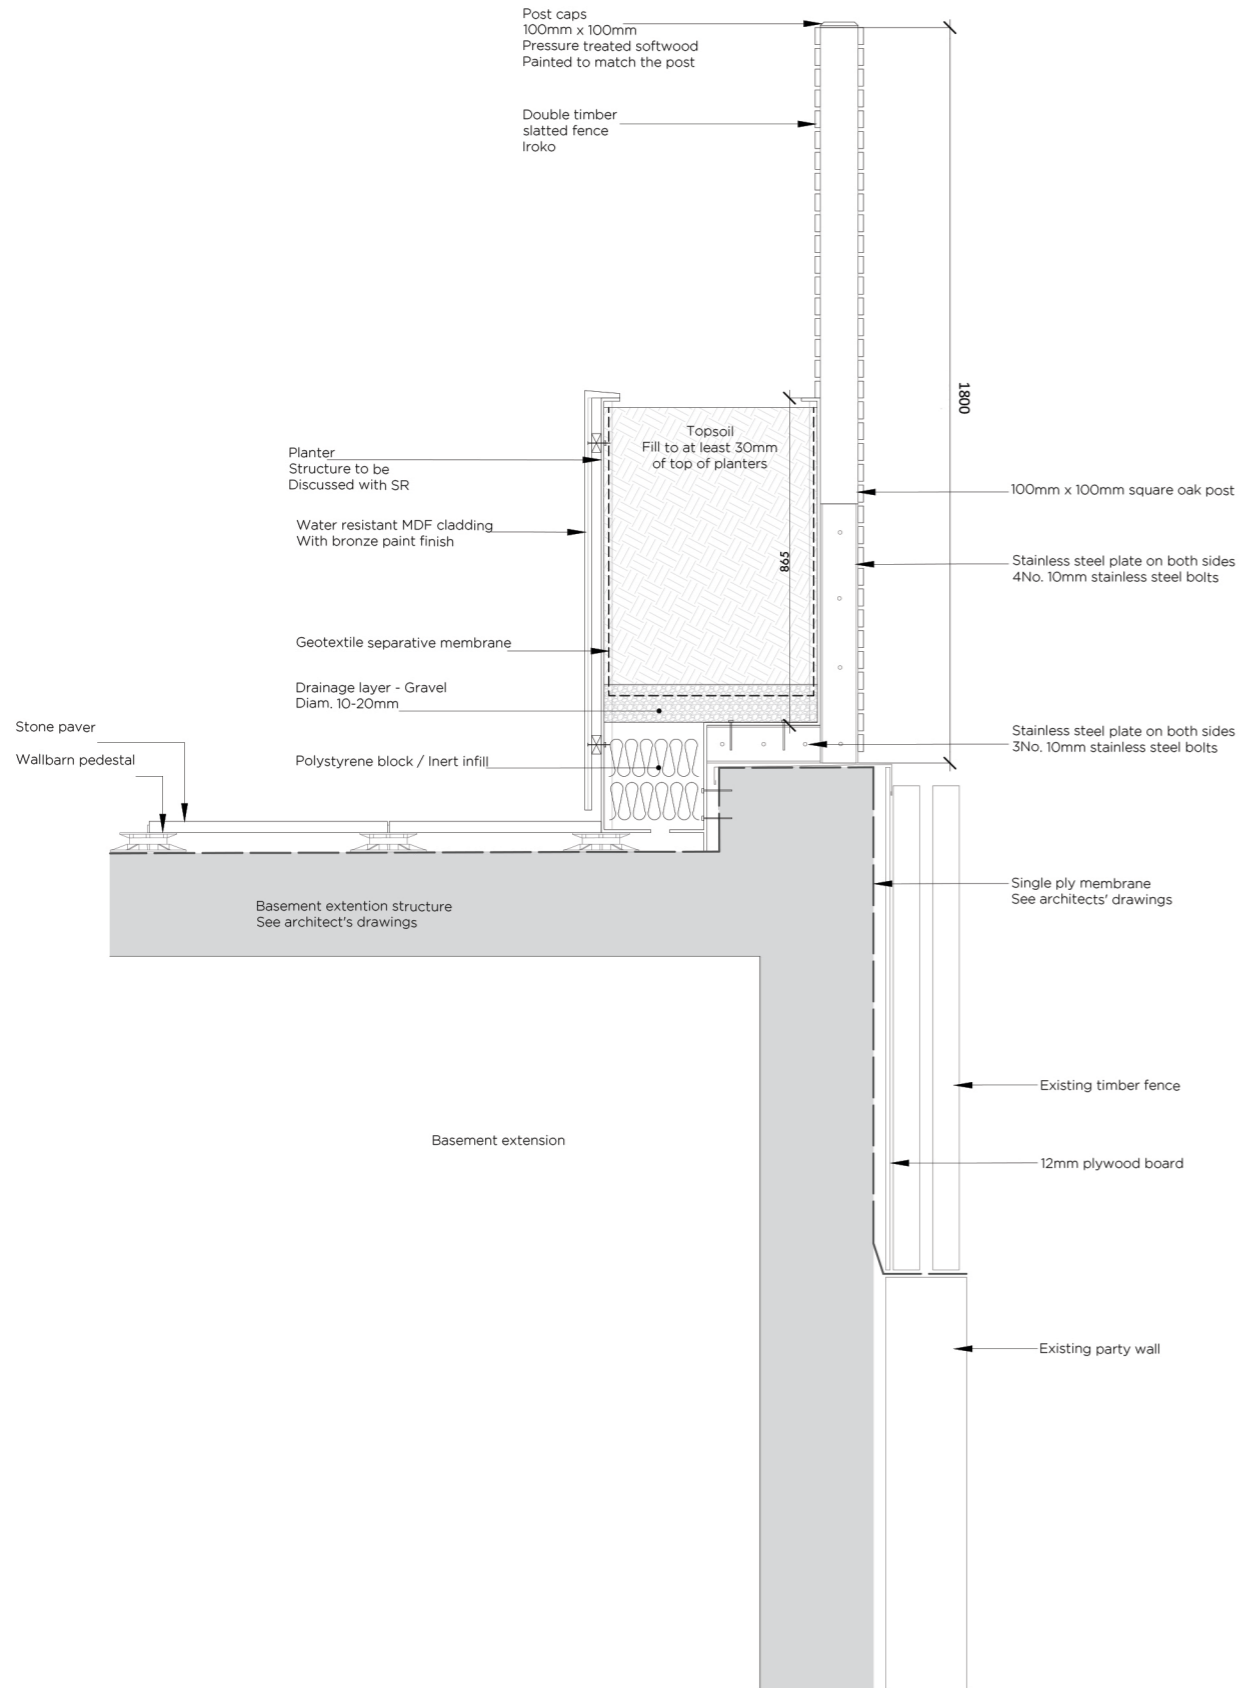 Post caps
100mm x 100mm
Pressure treated softwood
Painted to match the post
Double timber
slatted fence
Iroko
1800
Topsoil
Fill to at least 30mm
of top of planters
Planter
Structure to be
Discussed with SR
100mm x 100mm square oak post
Water resistant MDF cladding
With bronze paint finish
865
Stainless steel plate on both sides
4No. 10mm stainless steel bolts
Geotextile separative membrane
Drainage layer - Gravel
Diam. 10-20mm
Stone paver
Wallbarn pedestal
Polystyrene block / Inert infill
Stainless steel plate on both sides
3No. 10mm stainless steel bolts
Basement extention structure
See architect's drawings
Single ply membrane
See architects' drawings
Existing timber fence
Basement extension
12mm plywood board
Existing party wall